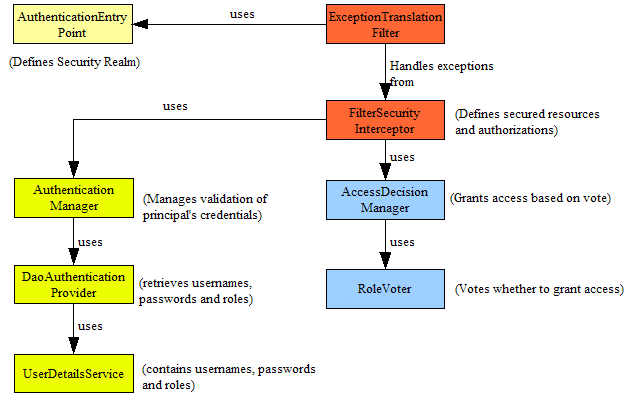 AuthenticationEntry
Point
uses
ExceptionTranslation
Filter
(Defines Security Realm)
Handles exceptions
from
uses
FilterSecurity
Interceptor
(Defines secured resources
and authorizations)
uses
Authentication
Manager
(Manages validation of
principal's credentials)
AccessDecision
Manager
(Grants access based on vote)
uses
uses
DaoAuthentication
Provider
(retrieves usernames,
passwords and roles)
RoleVoter
(Votes whether to grant access)
uses
UserDetailsService
(contains usernames, passwords
and roles)